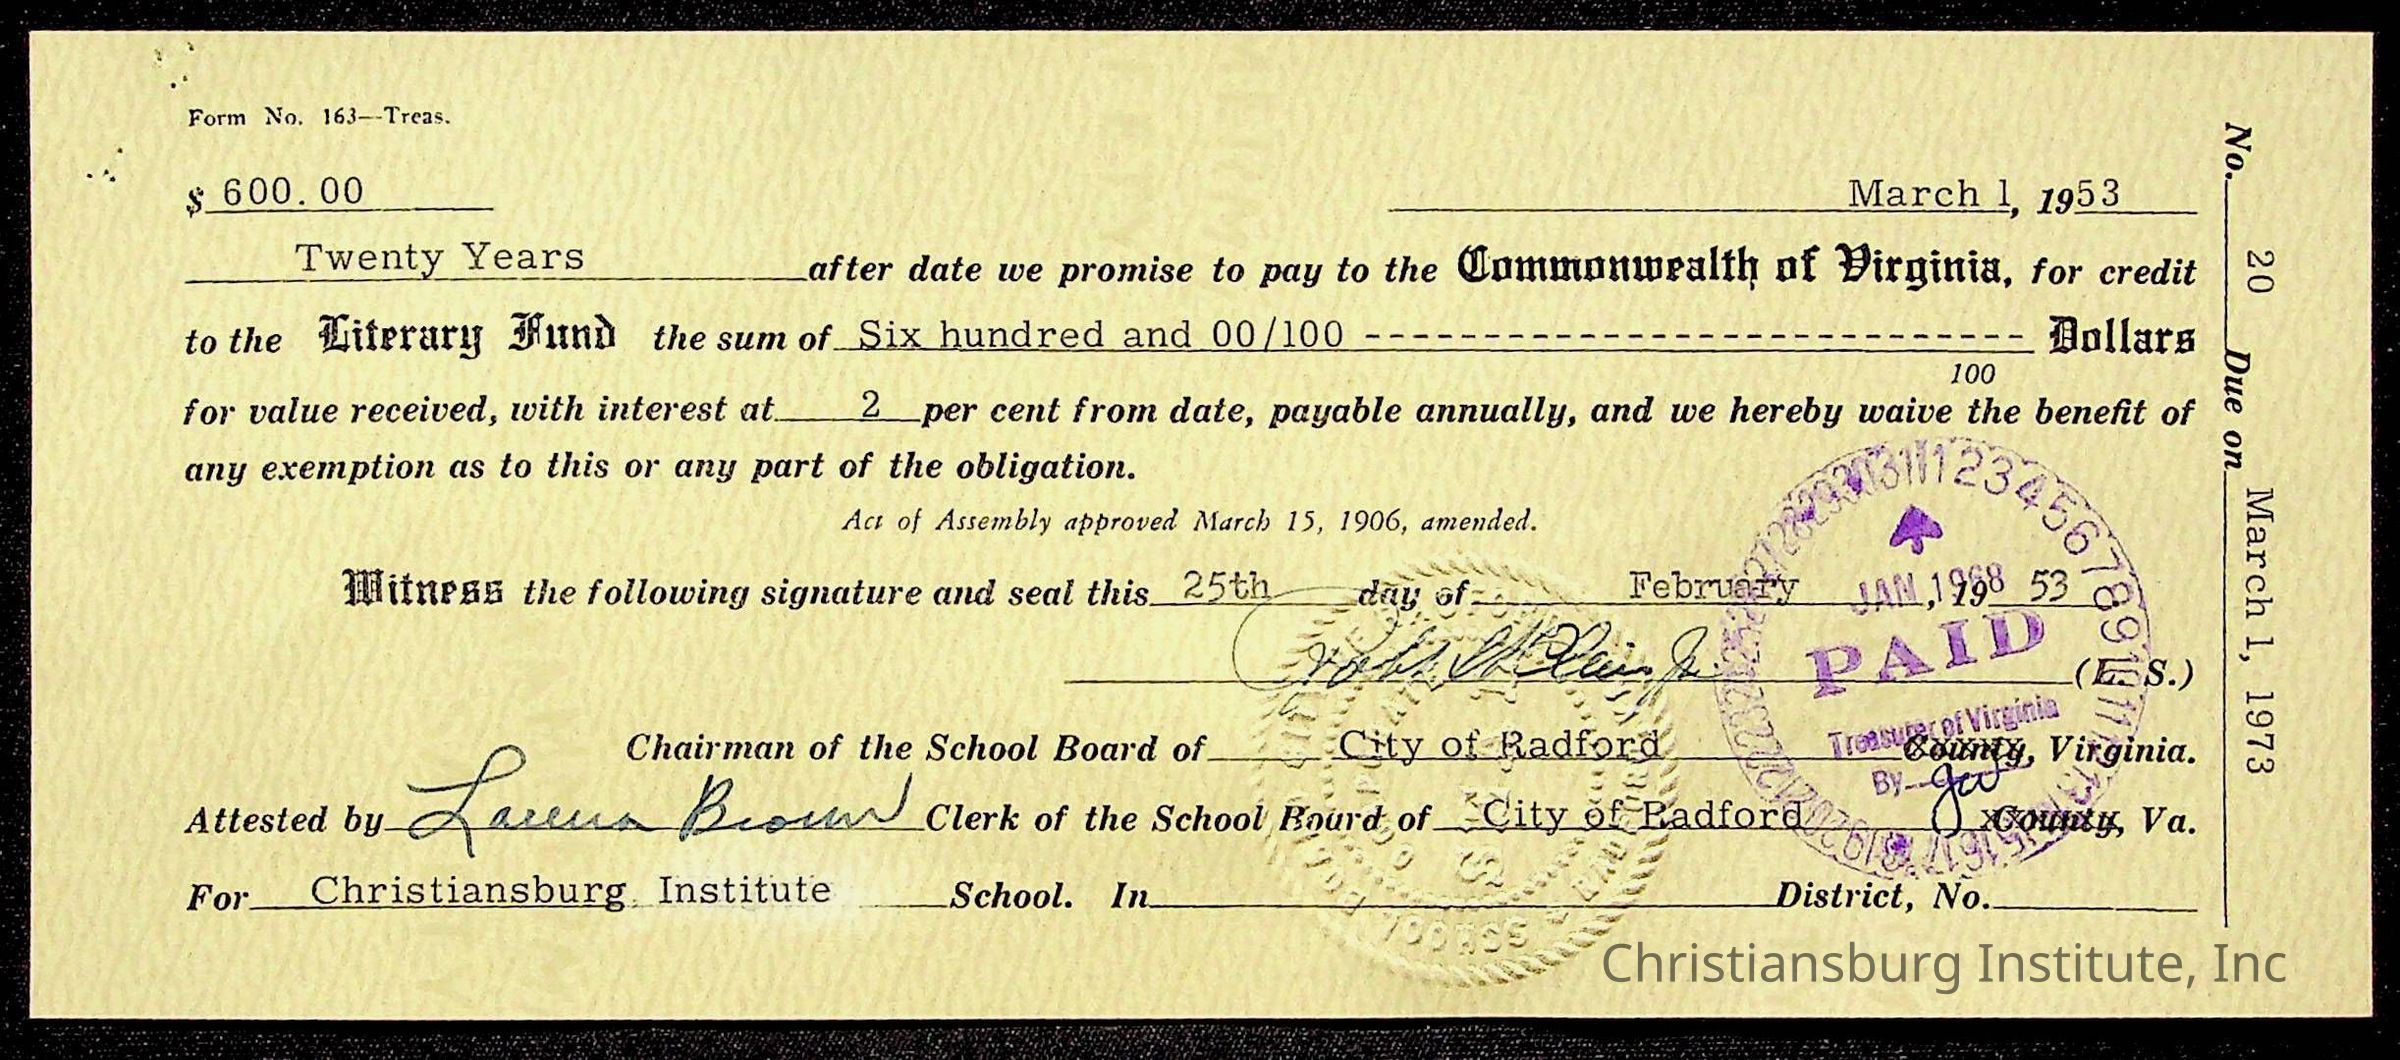 Form No. 163—Treas.
$ 600.00
March 1, 1953
Twenty Years after date we promise to pay to the Commonwealth of Virginia, for credit
to the Literary Fund the sum of Six hundred and 00/100 --------------------------- Dollars
100
for value received, with interest at 2 per cent from date, payable annually, and we hereby waive the benefit of
any exemption as to this or any part of the obligation.
Act of Assembly approved March 15, 1906, amended.
Witness the following signature and seal this 25th day of February, 1953
(L. S.)
Chairman of the School Board of City of Radford County, Virginia.
Attested by Brown Clerk of the School Board of City of Radford County, Va.
For Christiansburg Institute School. In District, No.
No. 20 Due on March 1, 1973
JAN 1968
PAID
Treasurer of Virginia
By
Christiansburg Institute, Inc